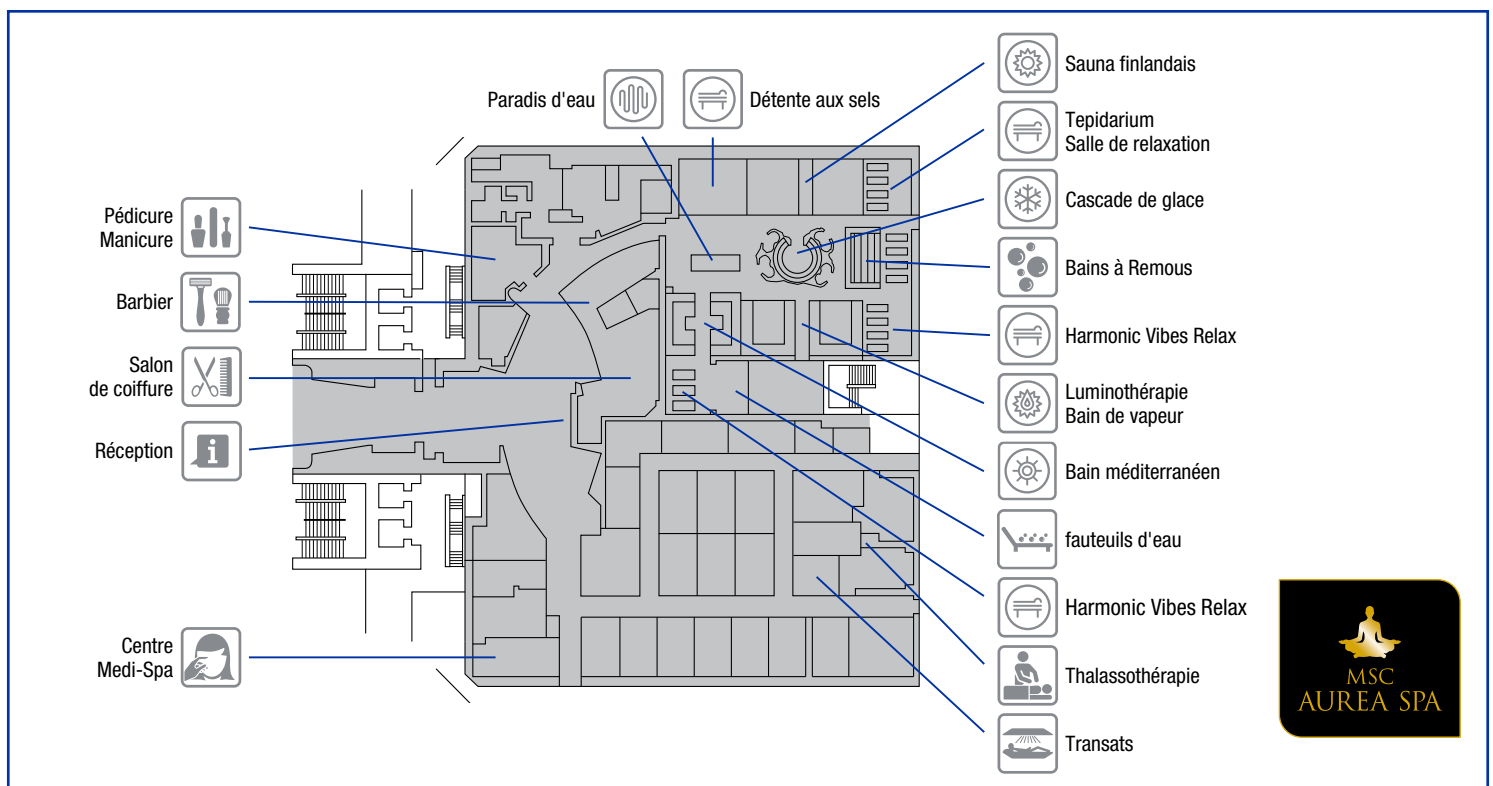 Paradis d'eau
Détente aux sels
Pédicure
Manicure
Barbier
Salon
de coiffure
Réception
Centre
Medi-Spa
Sauna finlandais
Tepidarium
Salle de relaxation
Cascade de glace
Bains à Remous
Harmonic Vibes Relax
Luminothérapie
Bain de vapeur
Bain méditerranéen
fauteuils d'eau
Harmonic Vibes Relax
Thalassothérapie
Transats
MSC
AUREA SPA